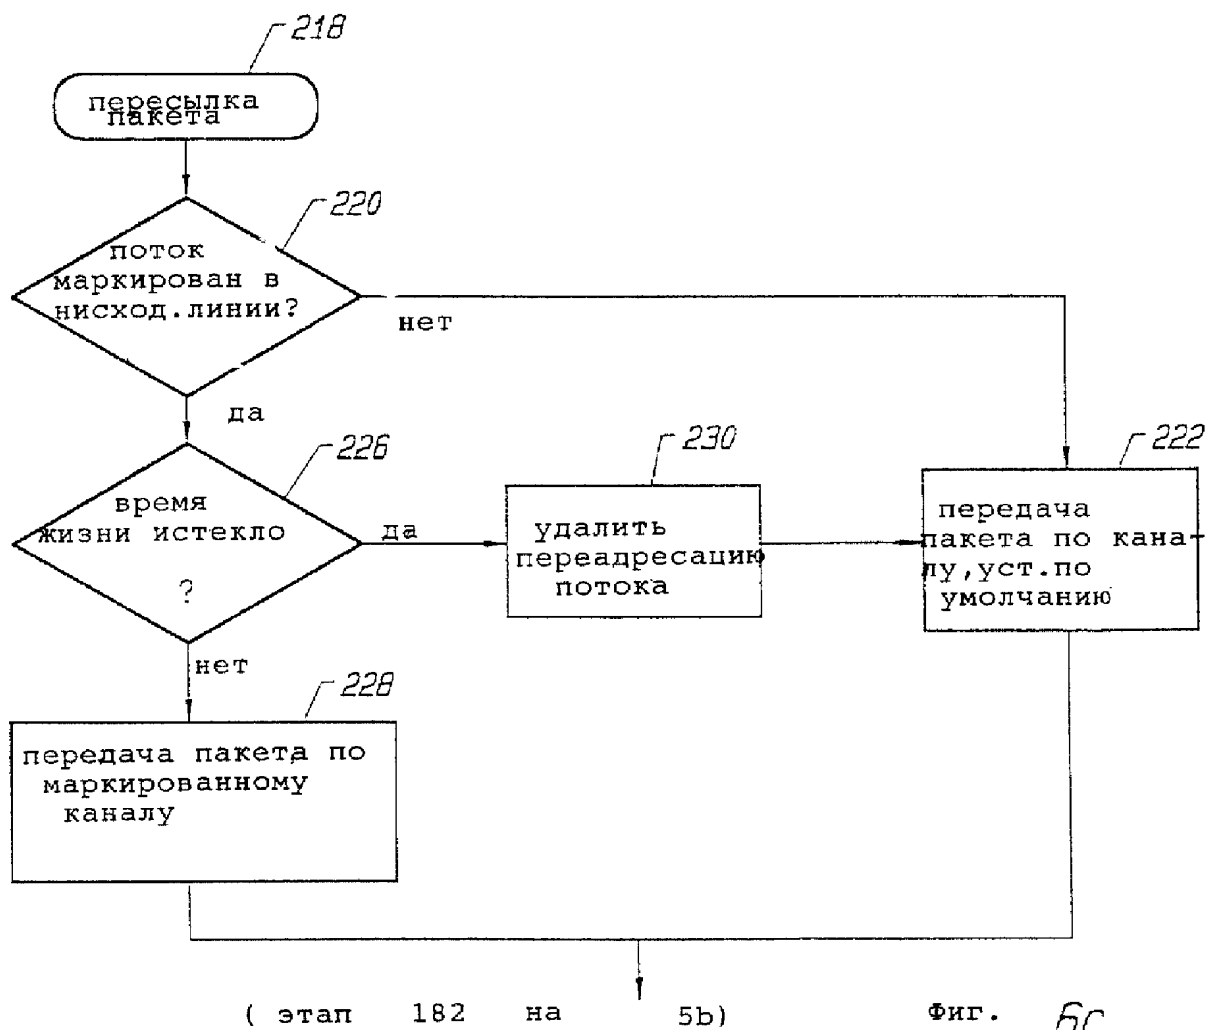 218
пересылка
пакета
220
поток
маркирован в
нисход.линии?
нет
да
226
время
жизни истекло
?
да
230
удалить
переадресацию
потока
222
передача
пакета по кана-
лу,уст.по
умолчанию
нет
228
передача пакета по
маркированному
каналу
( этап 182 на 5b)
Фиг. 6c